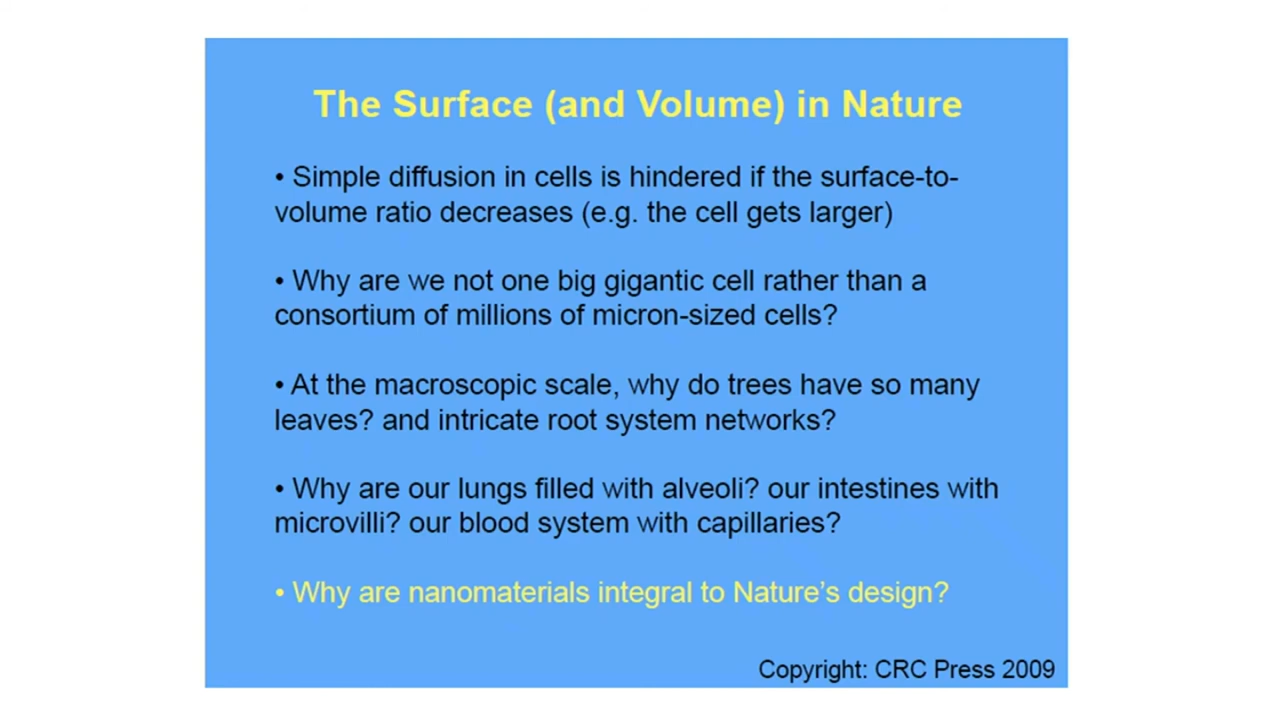 The Surface (and Volume) in Nature
• Simple diffusion in cells is hindered if the surface-to-
volume ratio decreases (e.g. the cell gets larger)
• Why are we not one big gigantic cell rather than a
consortium of millions of micron-sized cells?
• At the macroscopic scale, why do trees have so many
leaves? and intricate root system networks?
• Why are our lungs filled with alveoli? our intestines with
microvilli? our blood system with capillaries?
• Why are nanomaterials integral to Nature’s design?
Copyright: CRC Press 2009